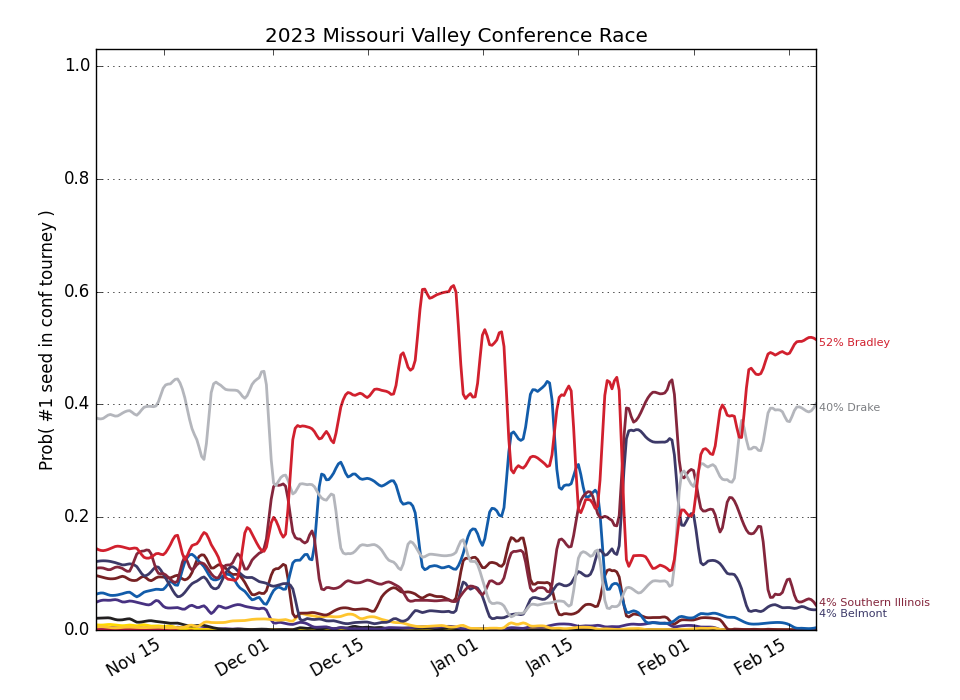 2023 Missouri Valley Conference Race
Prob( #1 seed in conf tourney )
1.0
0.8
0.6
0.4
0.2
0.0
52% Bradley
40% Drake
4% Southern Illinois
4% Belmont
Nov 15
Dec 01
Dec 15
Jan 01
Jan 15
Feb 01
Feb 15